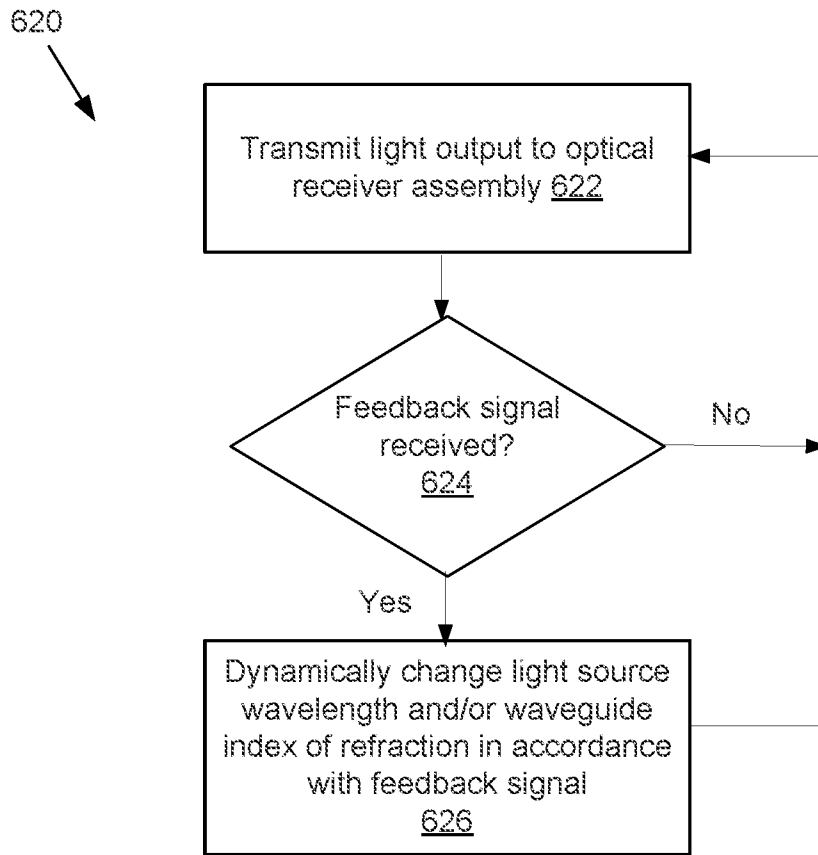 620
Transmit light output to optical
receiver assembly 622
Feedback signal
received?
624
No
Yes
Dynamically change light source
wavelength and/or waveguide
index of refraction in accordance
with feedback signal
626